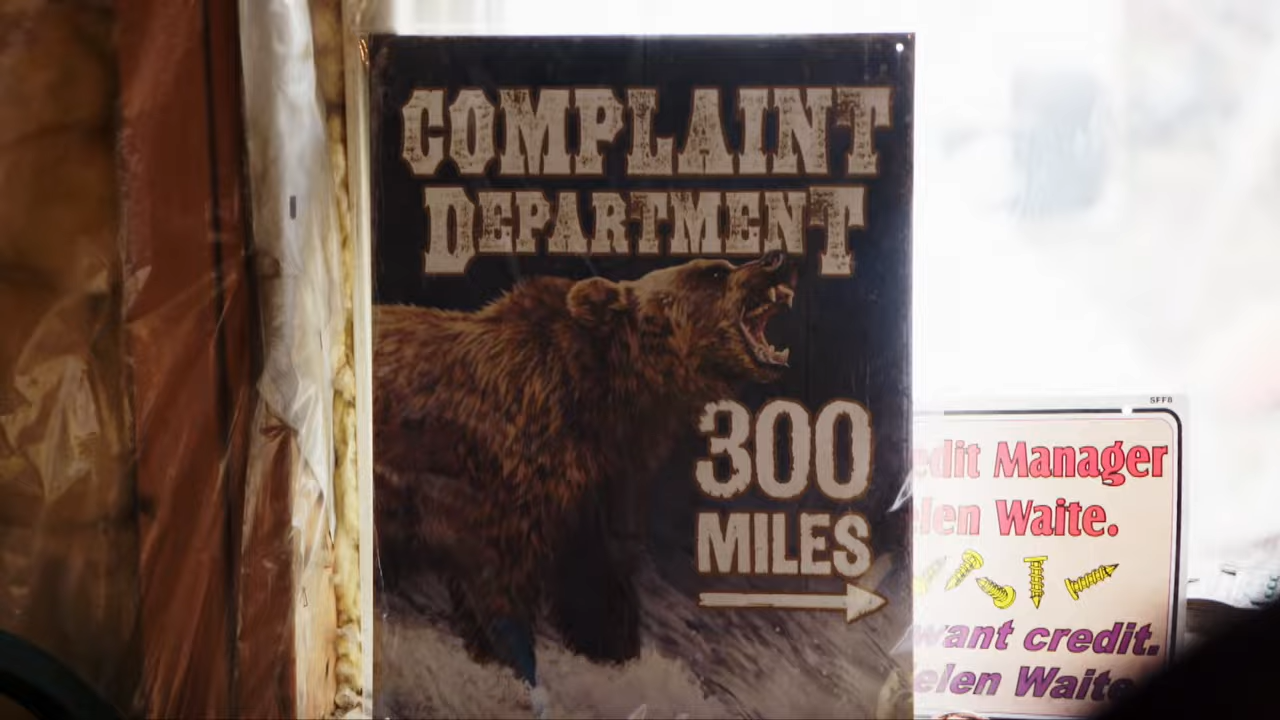 COMPLAINT
DEPARTMENT
300
MILES
SFF8
Manager
Waite.
want credit.
Waite